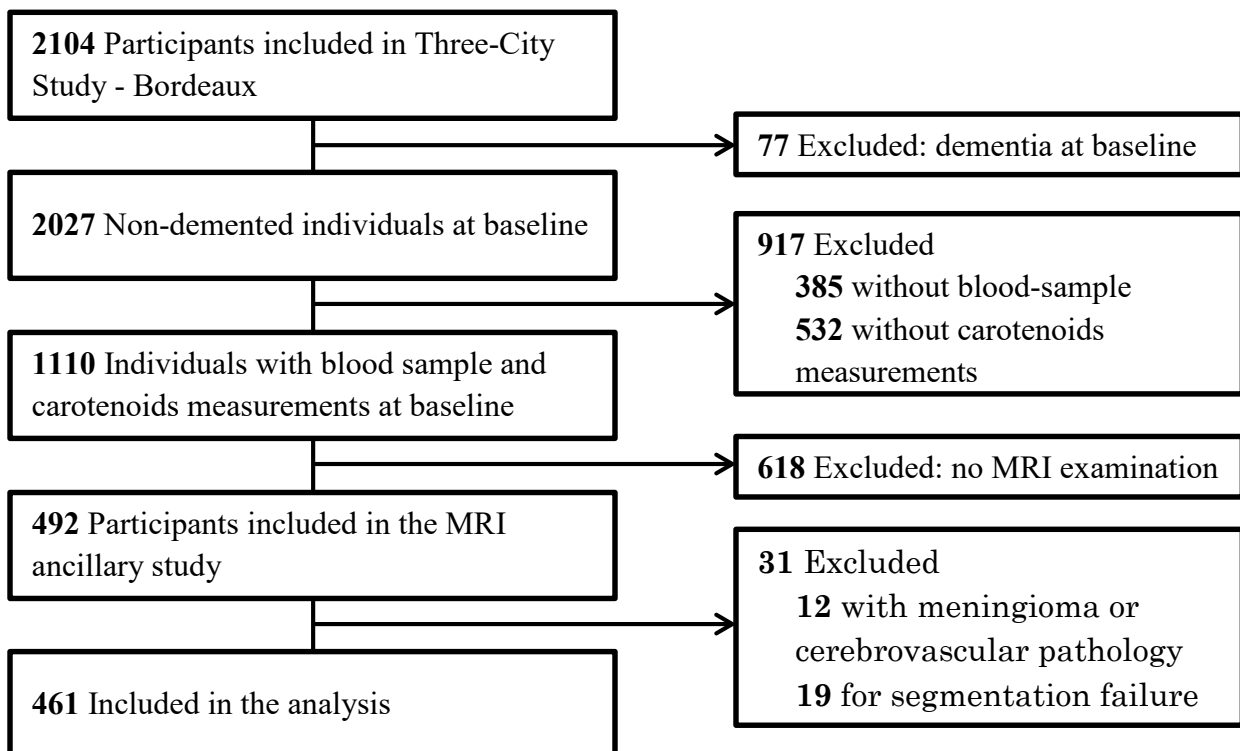 2104 Participants included in Three-City
Study - Bordeaux
77 Excluded: dementia at baseline
2027 Non-demented individuals at baseline
917 Excluded
385 without blood-sample
532 without carotenoids
measurements
1110 Individuals with blood sample and
carotenoids measurements at baseline
618 Excluded: no MRI examination
492 Participants included in the MRI
ancillary study
31 Excluded
12 with meningioma or
cerebrovascular pathology
19 for segmentation failure
461 Included in the analysis